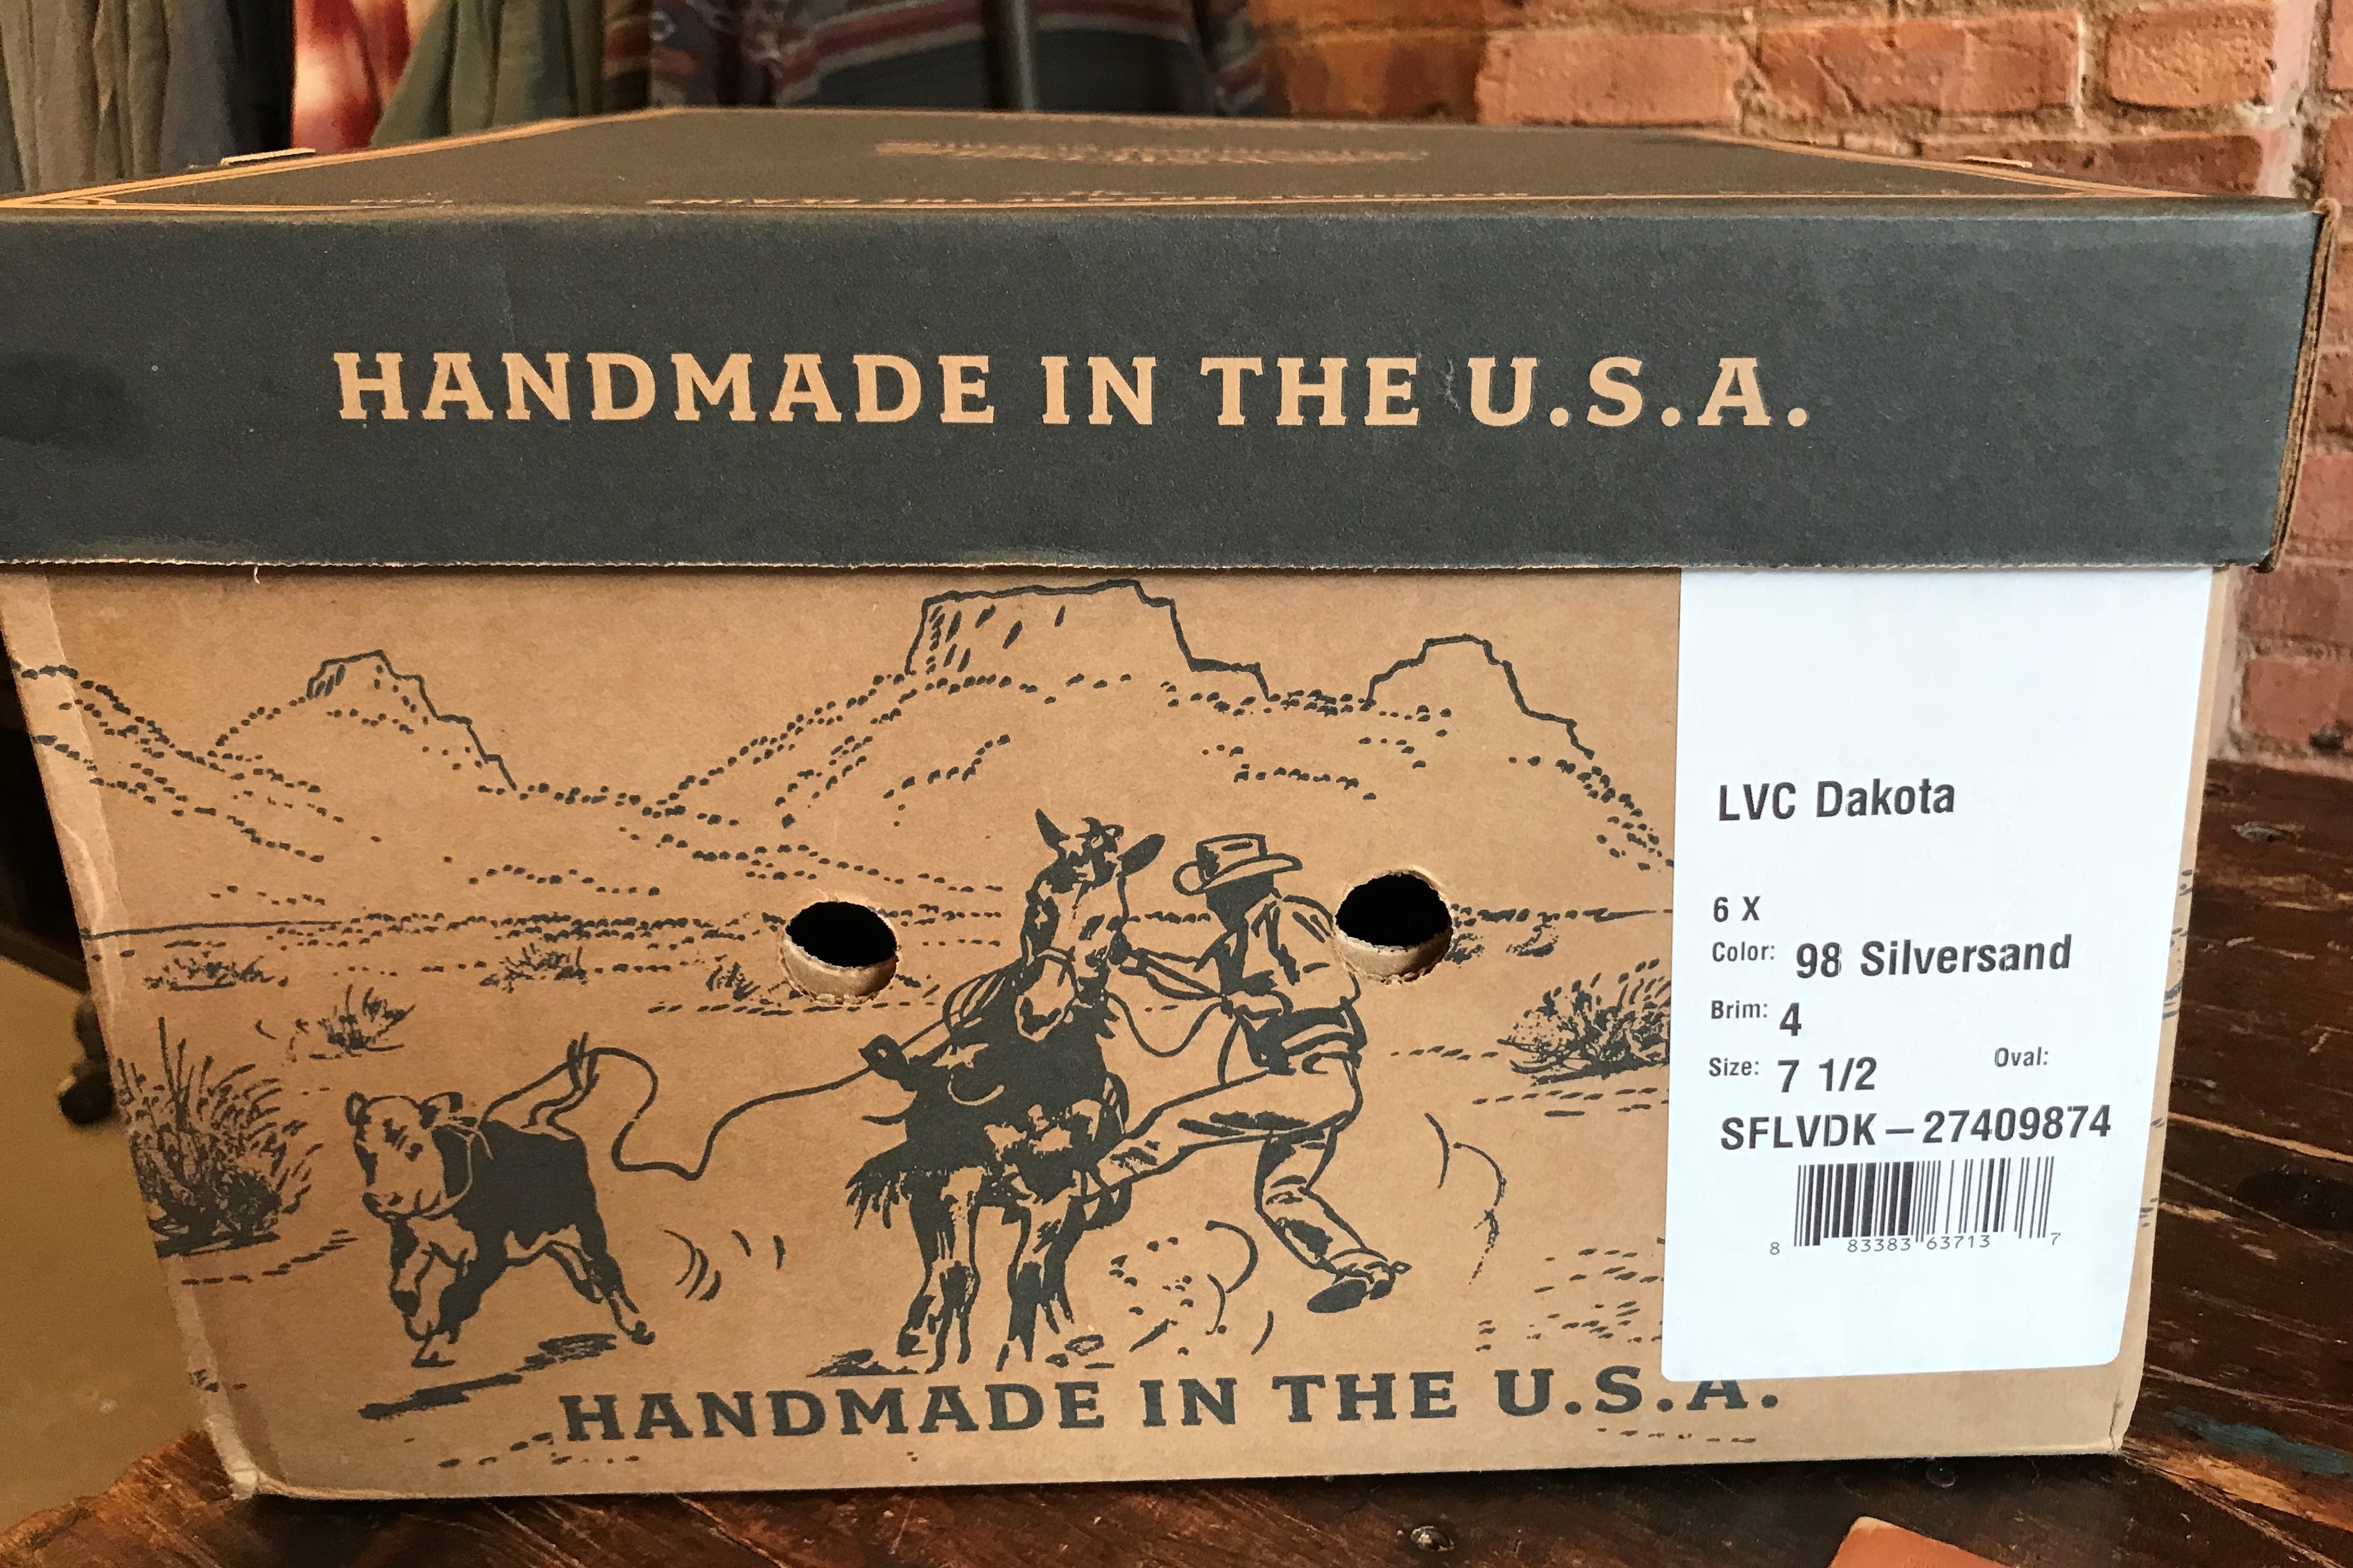 HANDMADE IN THE U.S.A.
LVC Dakota
6 X
Color: 98 Silversand
Brim: 4
Size: 7 1/2 Oval:
SFLVDK-27409874
8 83383 63713 7
HANDMADE IN THE U.S.A.